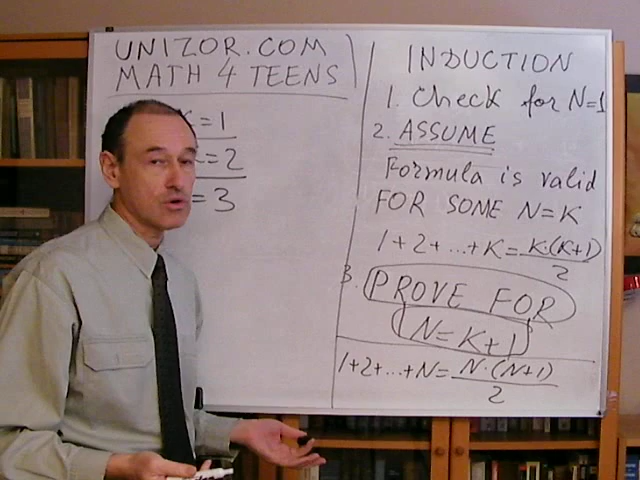 UNIZOR.COM
MATH 4 TEENS
K=1
=2
=3
INDUCTION
1. Check for N=1
2. ASSUME
Formula is valid
FOR SOME N=K
1+2+...+K=K·(K+1)/2
3. PROVE FOR
N=K+1
1+2+...+N=N·(N+1)/2